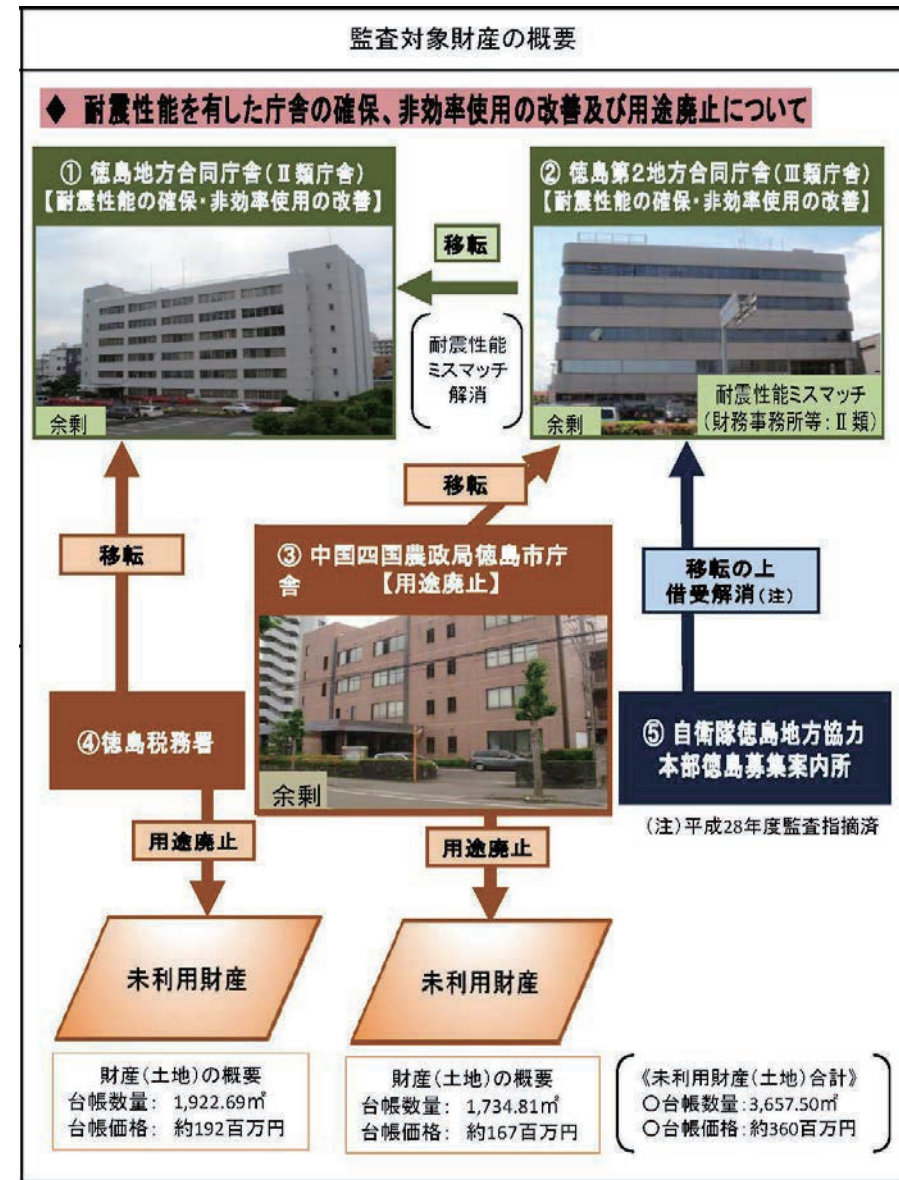 監査対象財産の概要
◆ 耐震性能を有した庁舎の確保、非効率使用の改善及び用途廃止について
① 徳島地方合同庁舎(Ⅱ類庁舎)
【耐震性能の確保・非効率使用の改善】
余剰
移転
耐震性能
ミスマッチ
解消
② 徳島第2地方合同庁舎(Ⅲ類庁舎)
【耐震性能の確保・非効率使用の改善】
耐震性能ミスマッチ
(財務事務所等:Ⅱ類)
余剰
移転
移転
移転の上
借受解消(注)
③ 中国四国農政局徳島市庁
舎 【用途廃止】
余剰
④徳島税務署
⑤ 自衛隊徳島地方協力
本部徳島募集案内所
(注)平成28年度監査指摘済
用途廃止
用途廃止
未利用財産
未利用財産
財産(土地)の概要
台帳数量: 1,922.69㎡
台帳価格: 約192百万円
財産(土地)の概要
台帳数量: 1,734.81㎡
台帳価格: 約167百万円
《未利用財産(土地)合計》
○台帳数量:3,657.50㎡
○台帳価格:約360百万円